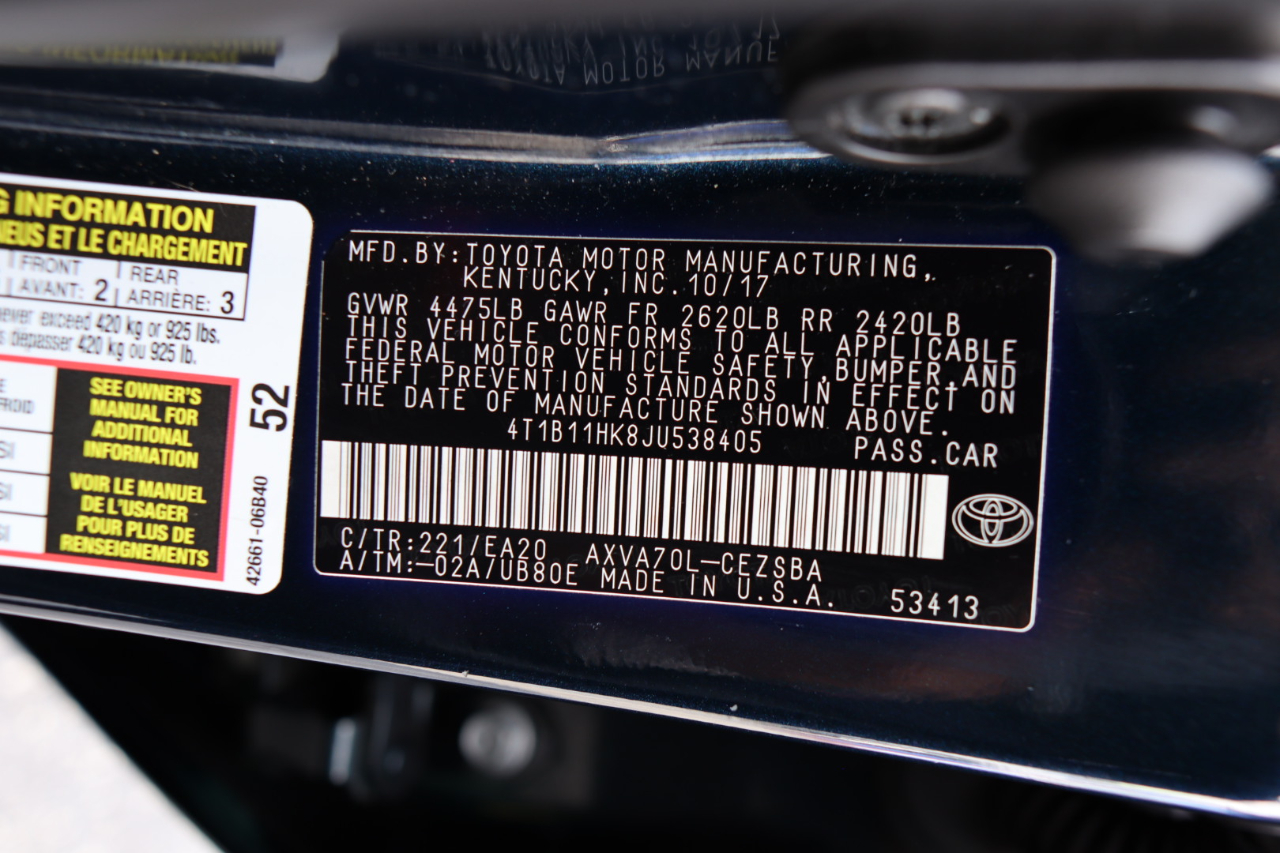 G INFORMATION
NEUS ET LE CHARGEMENT
FRONT REAR
AVANT: 2 ARRIÈRE: 3
never exceed 420 kg or 925 lbs.
dépasser 420 kg ou 925 lb.
SEE OWNER'S
MANUAL FOR
ADDITIONAL
INFORMATION
VOIR LE MANUEL
DE L'USAGER
POUR PLUS DE
RENSEIGNEMENTS
52
42661-06B40
MFD.BY:TOYOTA MOTOR MANUFACTURING,
KENTUCKY,INC.10/17
GVWR 4475LB GAWR FR 2620LB RR 2420LB
THIS VEHICLE CONFORMS TO ALL APPLICABLE
FEDERAL MOTOR VEHICLE SAFETY,BUMPER,AND
THEFT PREVENTION STANDARDS IN EFFECT ON
THE DATE OF MANUFACTURE SHOWN ABOVE.
4T1B11HK8JU538405 PASS.CAR
C/TR:221/EA20 AXVA70L-CEZSBA
A/TM:-02A/UB80E MADE IN U.S.A. 53413